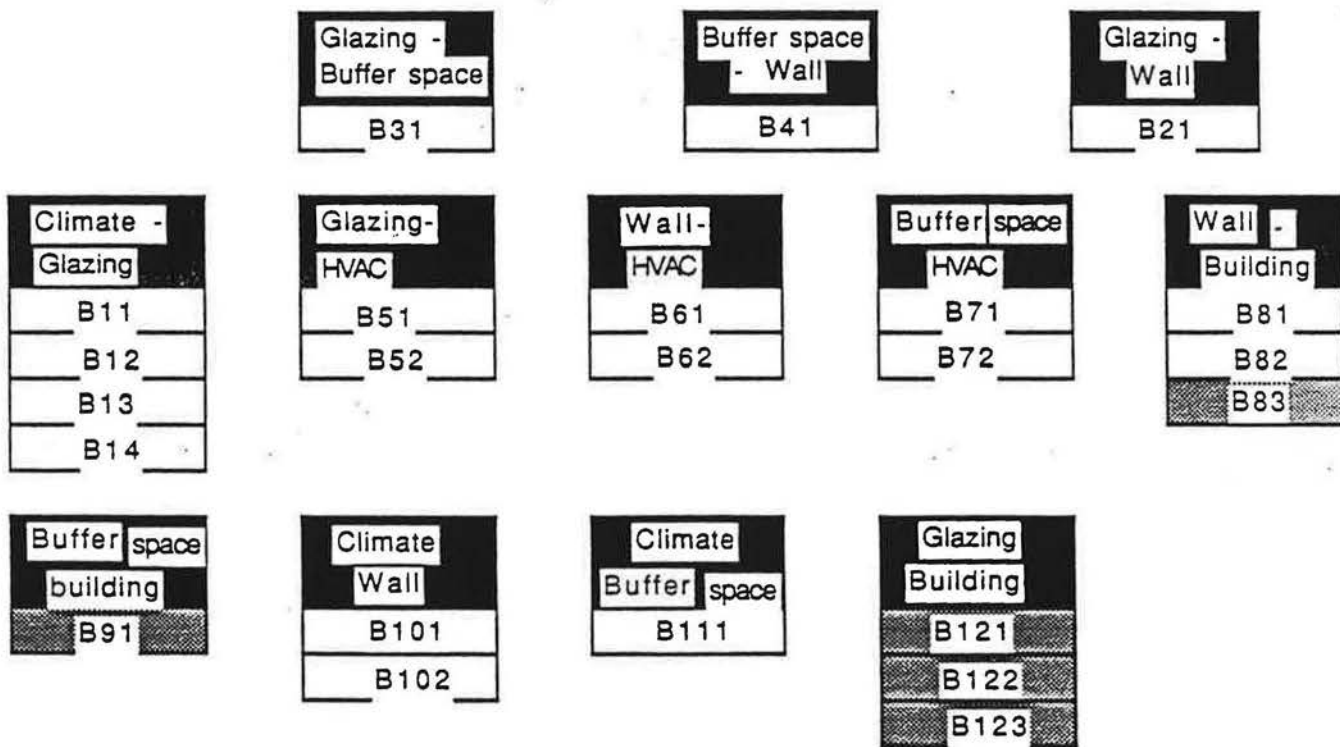 Glazing -
Buffer space
B31
Buffer space
- Wall
B41
Glazing -
Wall
B21
Climate -
Glazing
B11
B12
B13
B14
Glazing-
HVAC
B51
B52
Wall-
HVAC
B61
B62
Buffer space
HVAC
B71
B72
Wall -
Building
B81
B82
B83
Buffer space
building
B91
Climate
Wall
B101
B102
Climate
Buffer space
B111
Glazing
Building
B121
B122
B123